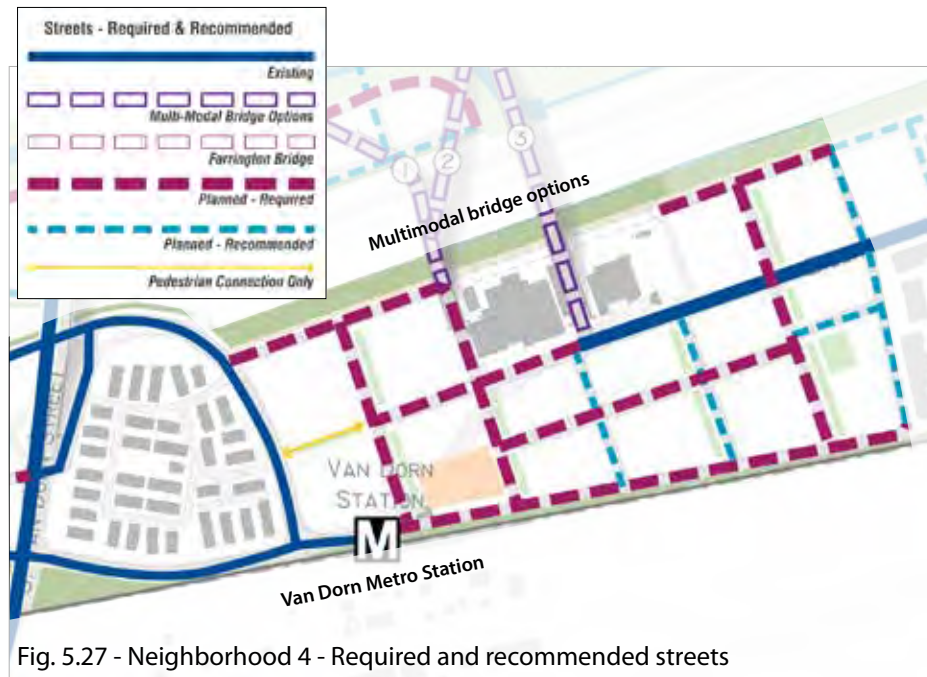 Streets - Required & Recommended
Existing
Multi-Modal Bridge Options
Farrington Bridge
Planned - Required
Planned - Recommended
Pedestrian Connection Only
1
2
3
Multimodal bridge options
VAN DORN
STATION
M
Van Dorn Metro Station
Fig. 5.27 - Neighborhood 4 - Required and recommended streets